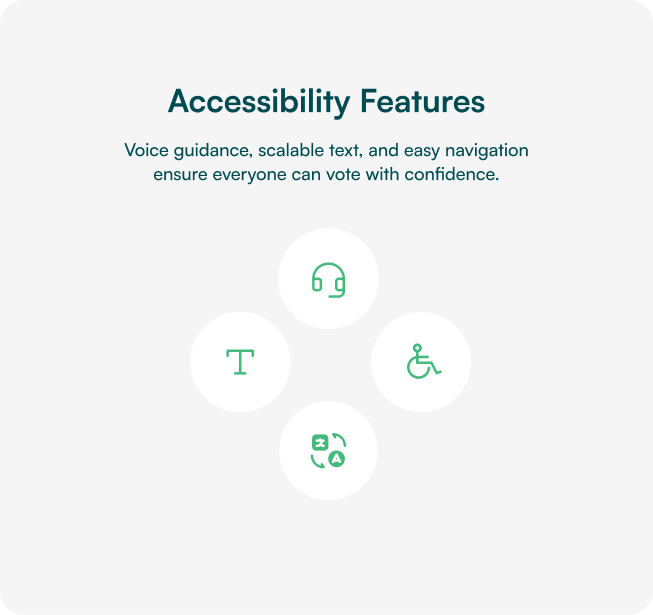 Accessibility Features
Voice guidance, scalable text, and easy navigation
ensure everyone can vote with confidence.